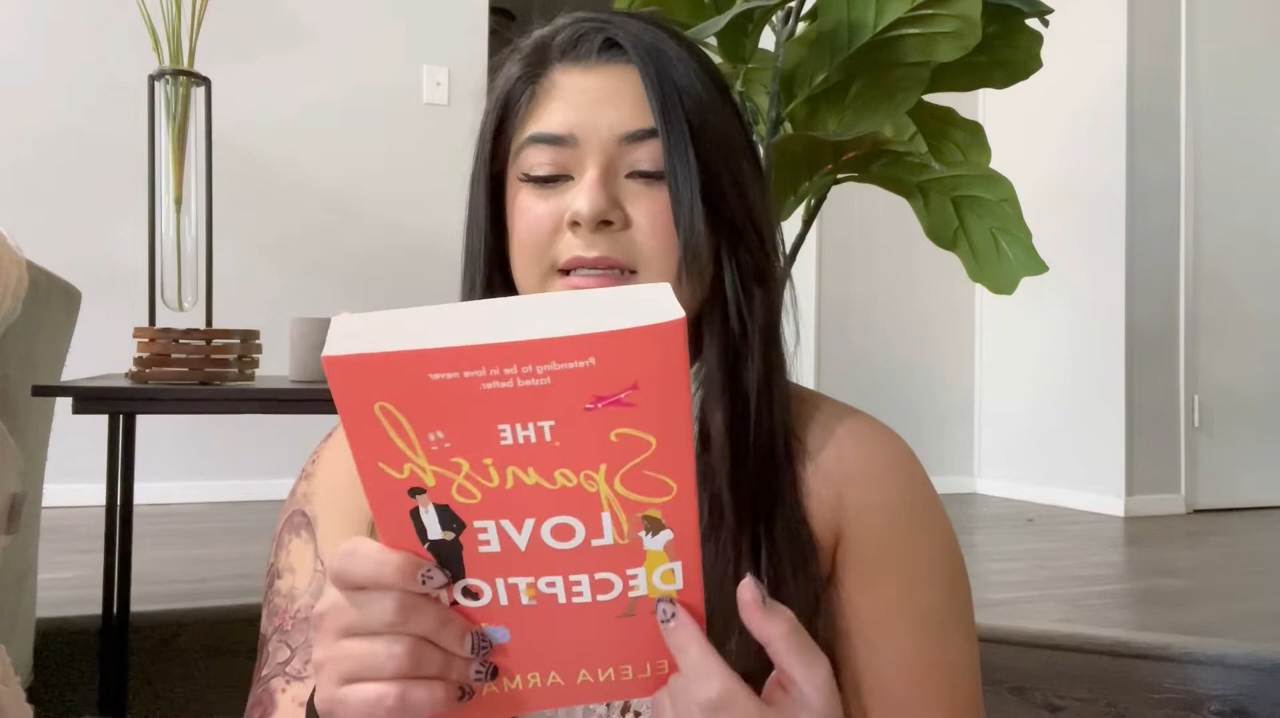 Pretending to be in love never
tasted better.
THE
Spanish
LOVE
DECEPTIO
ELENA ARMA